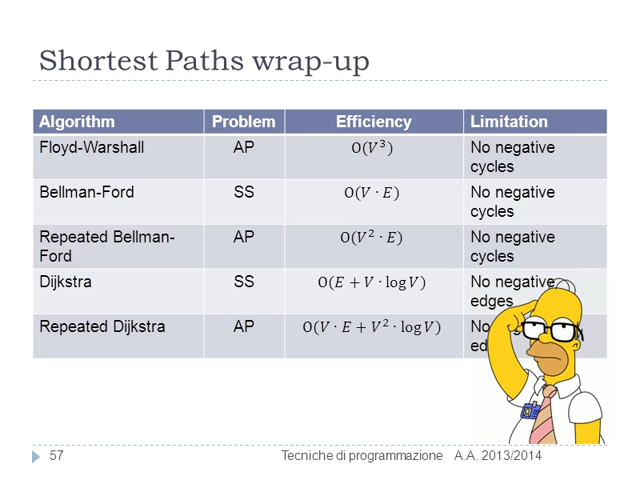 Shortest Paths wrap-up
Algorithm Problem Efficiency Limitation
Floyd-Warshall AP O(V³) No negative
cycles
Bellman-Ford SS O(V · E) No negative
cycles
Repeated Bellman- AP O(V² · E) No negative
Ford cycles
Dijkstra SS O(E + V · log V) No negative
edges
Repeated Dijkstra AP O(V · E + V² · log V) No
57 Tecniche di programmazione A.A. 2013/2014